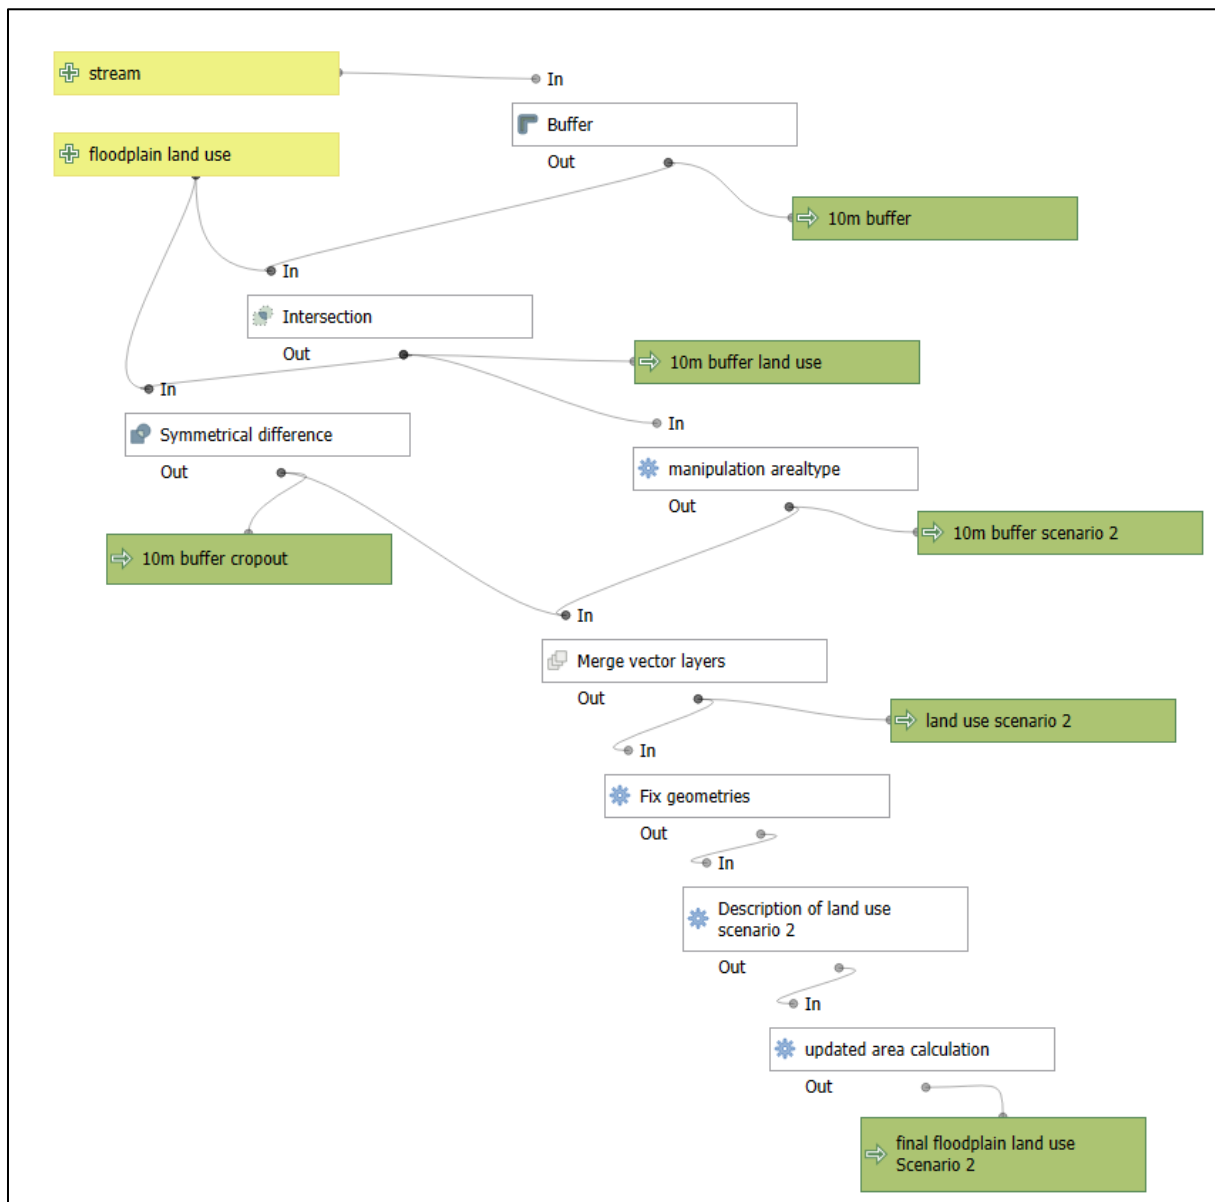 stream
In
Buffer
floodplain land use
Out
10m buffer
In
Intersection
Out
10m buffer land use
In
In
Symmetrical difference
manipulation arealtype
Out
Out
10m buffer scenario 2
10m buffer cropout
In
Merge vector layers
Out
land use scenario 2
In
Fix geometries
Out
In
Description of land use
scenario 2
Out
In
updated area calculation
Out
final floodplain land use
Scenario 2